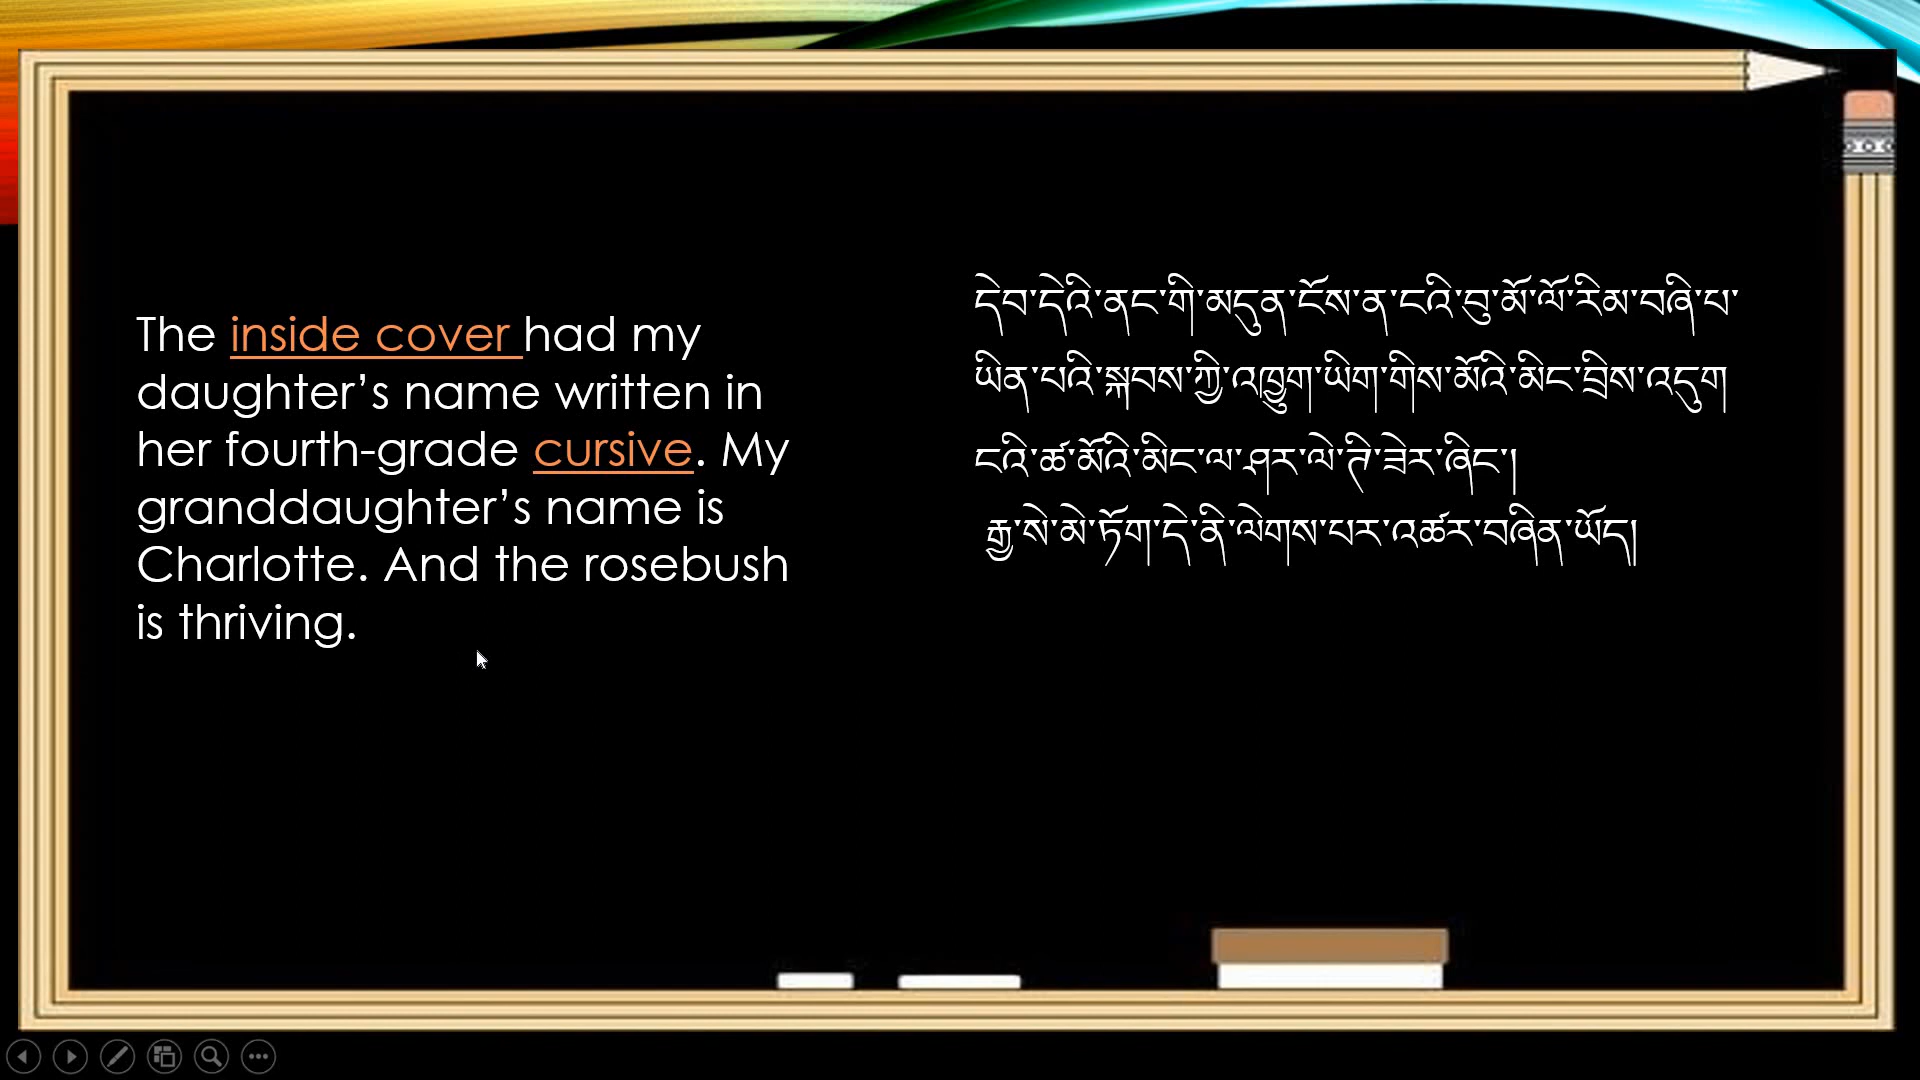 The inside cover had my
daughter’s name written in
her fourth-grade cursive. My
granddaughter’s name is
Charlotte. And the rosebush
is thriving.
དེབ་དེའི་ནང་གི་མདུན་ངོས་ན་ངའི་བུ་མོ་ལོ་རིམ་བཞི་པ་
ཡིན་པའི་སྐབས་ཀྱི་འཁྱུག་ཡིག་གིས་མོའི་མིང་བྲིས་འདུག
ངའི་ཚ་མོའི་མིང་ལ་ཤར་ལེ་ཊི་ཟེར་ཞིང་།
རྒྱ་སེ་མེ་ཏོག་དེ་ནི་ལེགས་པར་འཚར་བཞིན་ཡོད།